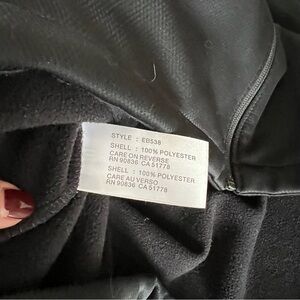 STYLE : EB538
SHELL : 100% POLYESTER
CARE ON REVERSE
RN 90836 CA 51778
SHELL : 100% POLYESTER
CARE AU VERSO
RN 90836 CA 51778